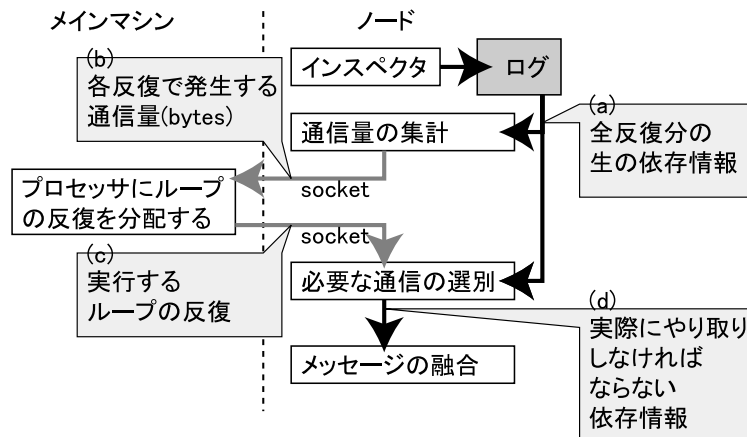 メインマシン
ノード
(b)
各反復で発生する
通信量(bytes)
インスペクタ
ログ
(a)
全反復分の
生の依存情報
通信量の集計
socket
プロセッサにループ
の反復を分配する
socket
(c)
実行する
ループの反復
必要な通信の選別
(d)
実際にやり取り
しなければ
ならない
依存情報
メッセージの融合